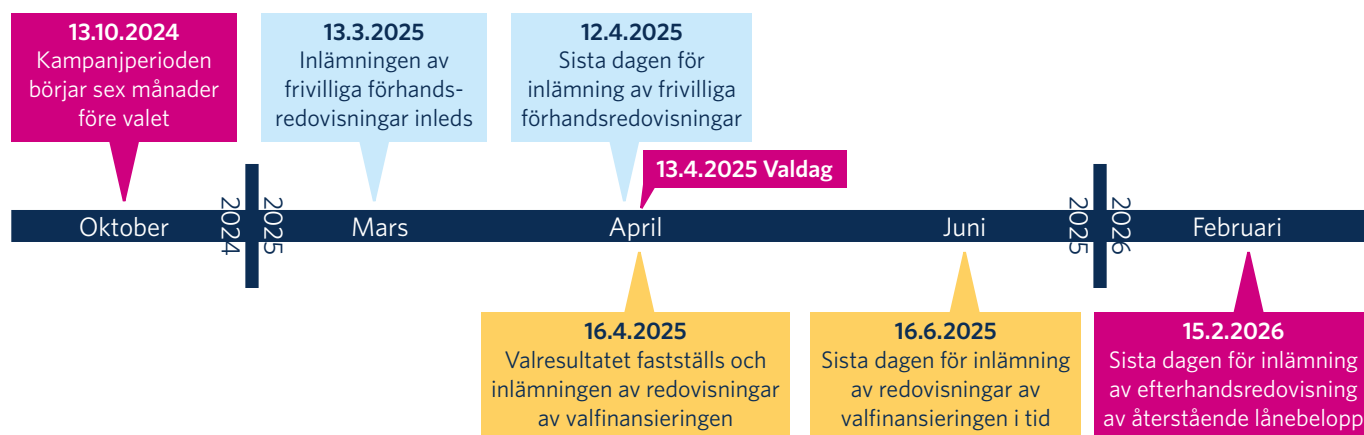 13.10.2024
Kampanjperioden
börjar sex månader
före valet
13.3.2025
Inlämningen av
frivilliga förhands-
redovisningar inleds
12.4.2025
Sista dagen för
inlämning av frivilliga
förhandsredovisningar
13.4.2025 Valdag
Oktober
2024
2025
Mars
April
Juni
2025
2026
Februari
16.4.2025
Valresultatet fastställs och
inlämningen av redovisningar
av valfinansieringen
16.6.2025
Sista dagen för inlämning
av redovisningar av
valfinansieringen i tid
15.2.2026
Sista dagen för inlämning
av efterhandsredovisning
av återstående lånebelopp